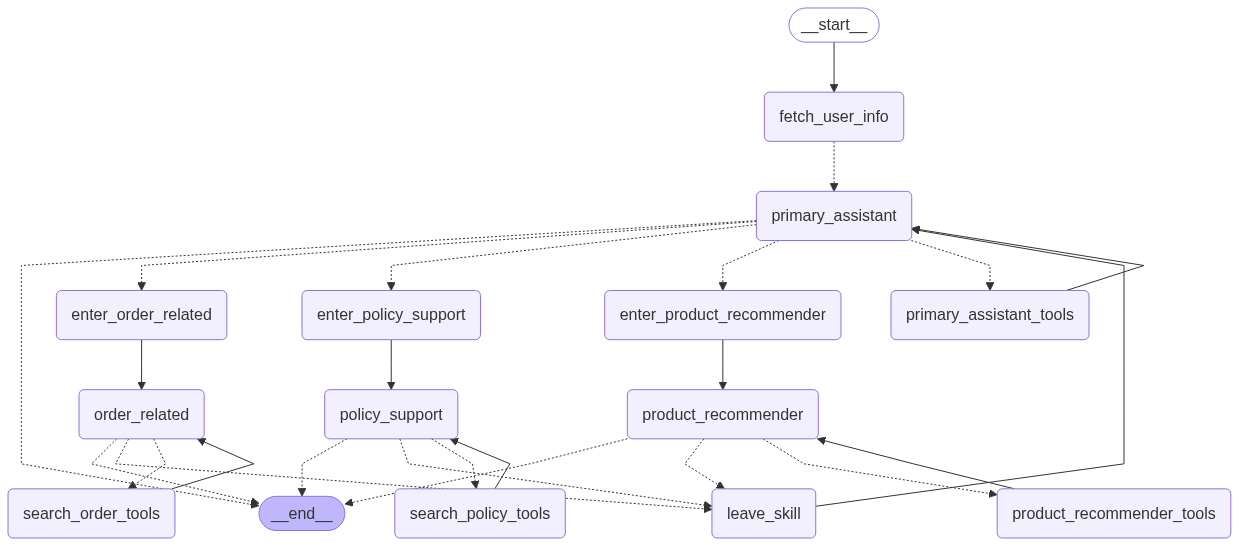 __start__
fetch_user_info
primary_assistant
enter_order_related
enter_policy_support
enter_product_recommender
primary_assistant_tools
order_related
policy_support
product_recommender
search_order_tools
__end__
search_policy_tools
leave_skill
product_recommender_tools